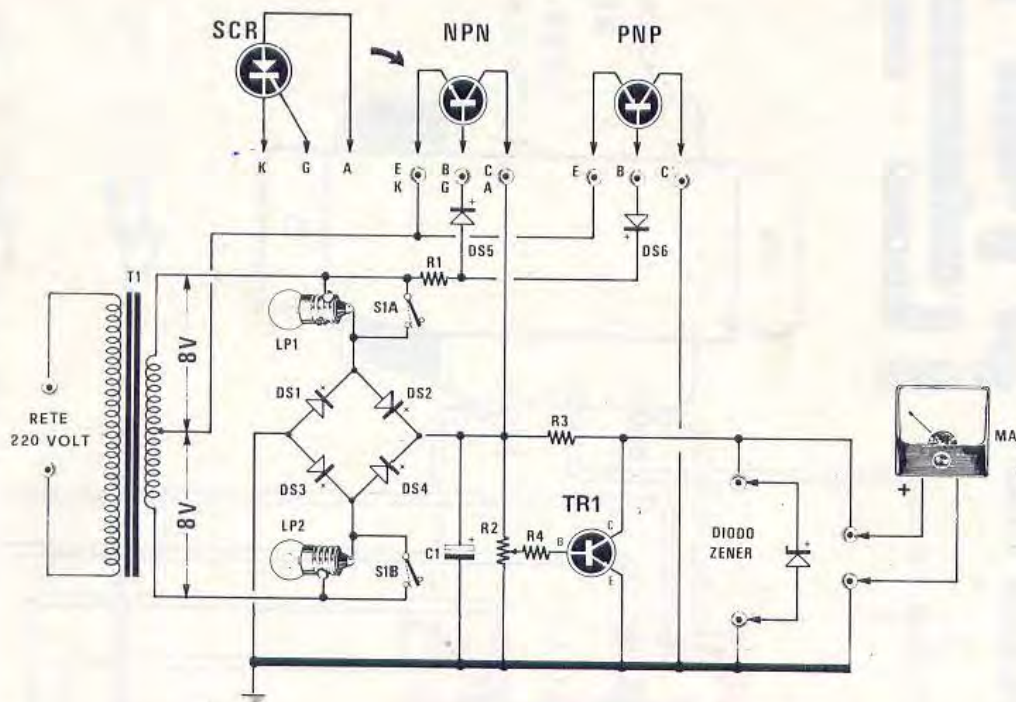 SCR
NPN
PNP
K G A
E B C
K G A
E B C
DS5
DS6
T1
R1
8V
LP1
S1A
DS1
DS2
RETE
220 VOLT
R3
MA
DS3
DS4
8V
LP2
S1B
C1
R2
R4
TR1
B
C
E
DIODO
ZENER
+